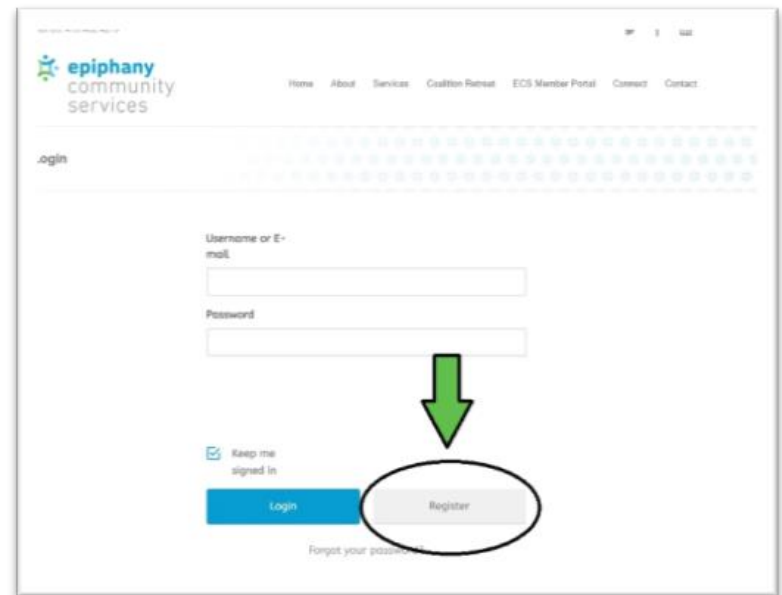 epiphany
community
services
Home About Services Coalition Retreat ECS Member Portal Connect Contact
.ogin
Username or E-
mail
Password
Keep me
signed in
Login Register
Forgot your password?